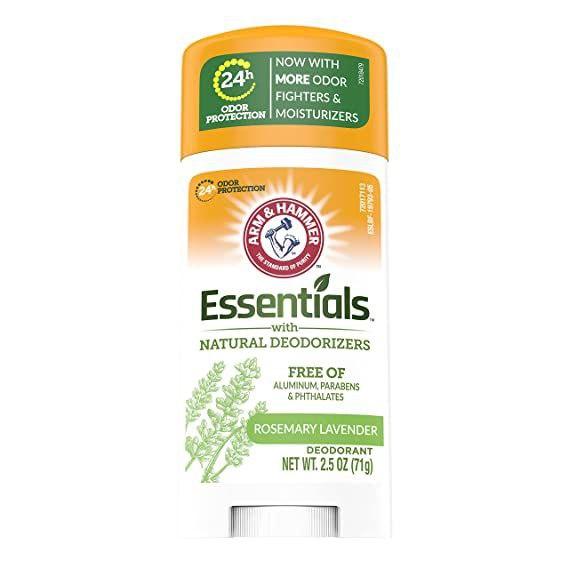 24h
ODOR
PROTECTION
NOW WITH
MORE ODOR
FIGHTERS &
MOISTURIZERS
24h ODOR
PROTECTION
ARM & HAMMER
THE STANDARD OF PURITY
Essentials™
with
NATURAL DEODORIZERS
FREE OF
ALUMINUM, PARABENS
& PHTHALATES
ROSEMARY LAVENDER
DEODORANT
NET WT. 2.5 OZ (71g)